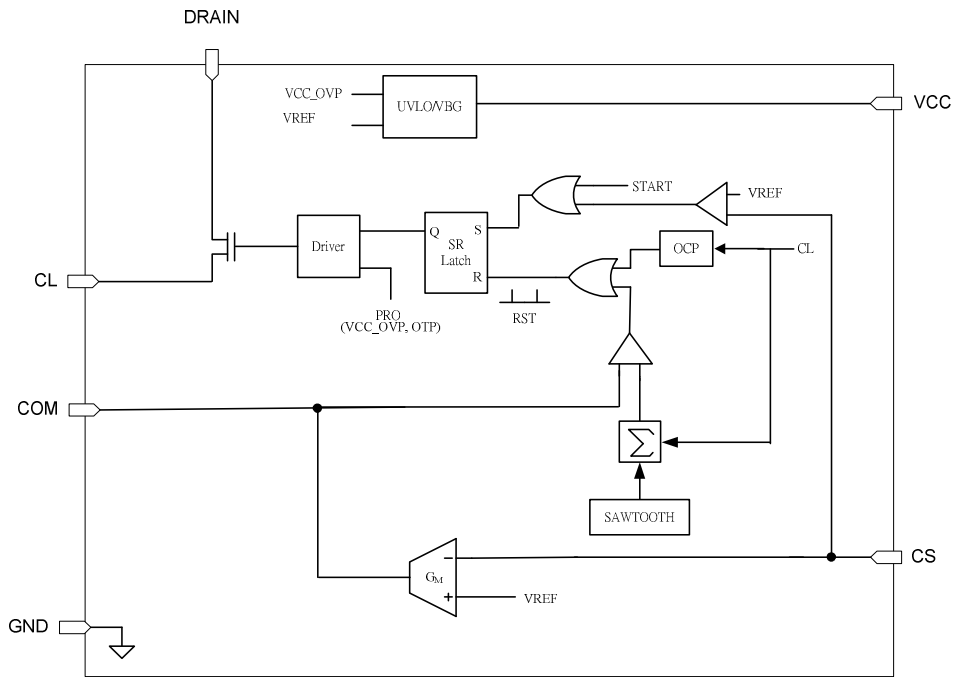 DRAIN
VCC_OVP
VREF
UVLO/VBG
VCC
START
VREF
Driver
Q
S
SR
Latch
R
OCP
CL
CL
PRO
(VCC_OVP, OTP)
RST
COM
Σ
SAWTOOTH
−
GM
+
VREF
CS
GND